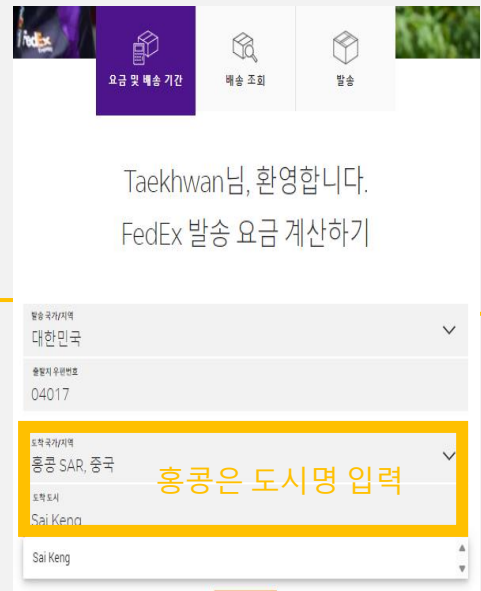 FedEx
요금 및 배송 기간
배송 조회
발송
Taekhwan님, 환영합니다.
FedEx 발송 요금 계산하기
발송 국가/지역
대한민국
출발지 우편번호
04017
도착 국가/지역
홍콩 SAR, 중국
홍콩은 도시명 입력
도착 도시
Sai Keng
Sai Keng